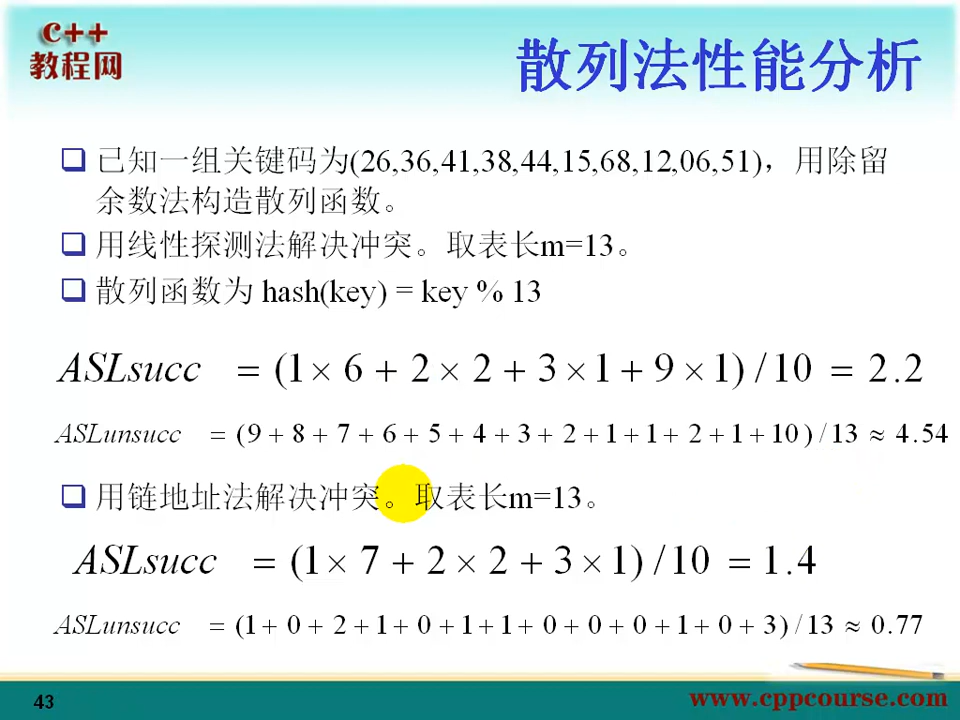 C++
教程网
散列法性能分析
已知一组关键码为(26,36,41,38,44,15,68,12,06,51)，用除留
余数法构造散列函数。
用线性探测法解决冲突。取表长m=13。
散列函数为 hash(key) = key % 13
ASLsucc = (1×6+2×2+3×1+9×1)/10 = 2.2
ASLunsucc = (9+8+7+6+5+4+3+2+1+1+2+1+10)/13 ≈ 4.54
用链地址法解决冲突。取表长m=13。
ASLsucc = (1×7+2×2+3×1)/10 = 1.4
ASLunsucc = (1+0+2+1+0+1+1+0+0+0+1+0+3)/13 ≈ 0.77
43
www.cppcourse.com